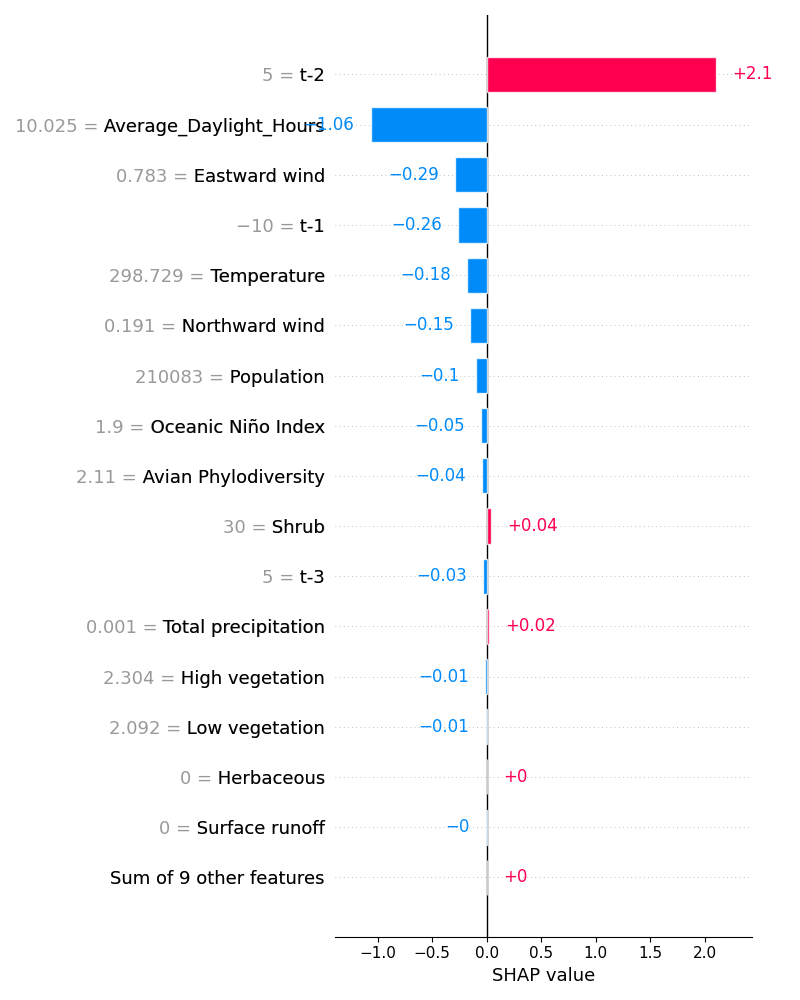 5 = t-2 +2.1
10.025 = Average_Daylight_Hours −1.06
0.783 = Eastward wind −0.29
−10 = t-1 −0.26
298.729 = Temperature −0.18
0.191 = Northward wind −0.15
210083 = Population −0.1
1.9 = Oceanic Niño Index −0.05
2.11 = Avian Phylodiversity −0.04
30 = Shrub +0.04
5 = t-3 −0.03
0.001 = Total precipitation +0.02
2.304 = High vegetation −0.01
2.092 = Low vegetation −0.01
0 = Herbaceous +0
0 = Surface runoff −0
Sum of 9 other features +0
−1.0 −0.5 0.0 0.5 1.0 1.5 2.0
SHAP value